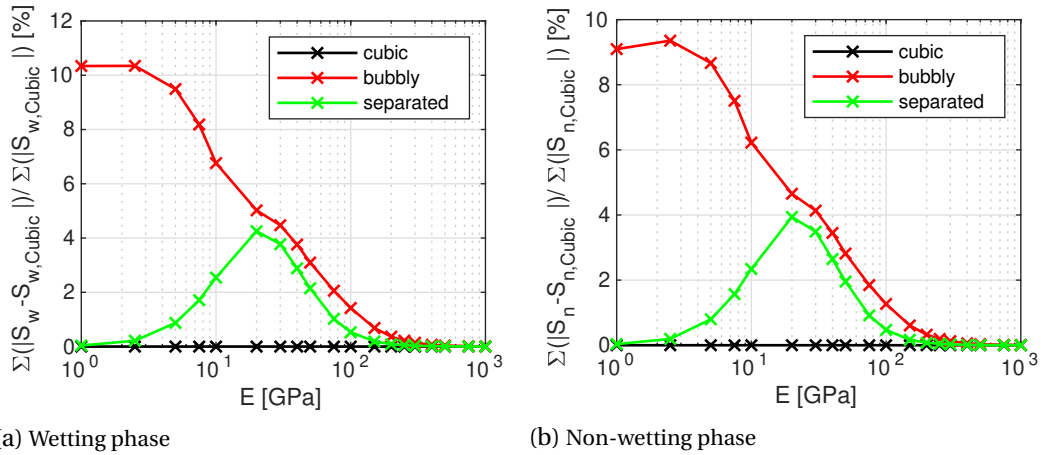 Σ(|S_w -S_w,Cubic |)/ Σ(|S_w,Cubic |) [%]
12
10
8
6
4
2
0
cubic
bubbly
separated
10^0
10^1
10^2
10^3
E [GPa]
(a) Wetting phase
Σ(|S_n -S_n,Cubic |)/ Σ(|S_n,Cubic |) [%]
10
8
6
4
2
0
cubic
bubbly
separated
10^0
10^1
10^2
10^3
E [GPa]
(b) Non-wetting phase